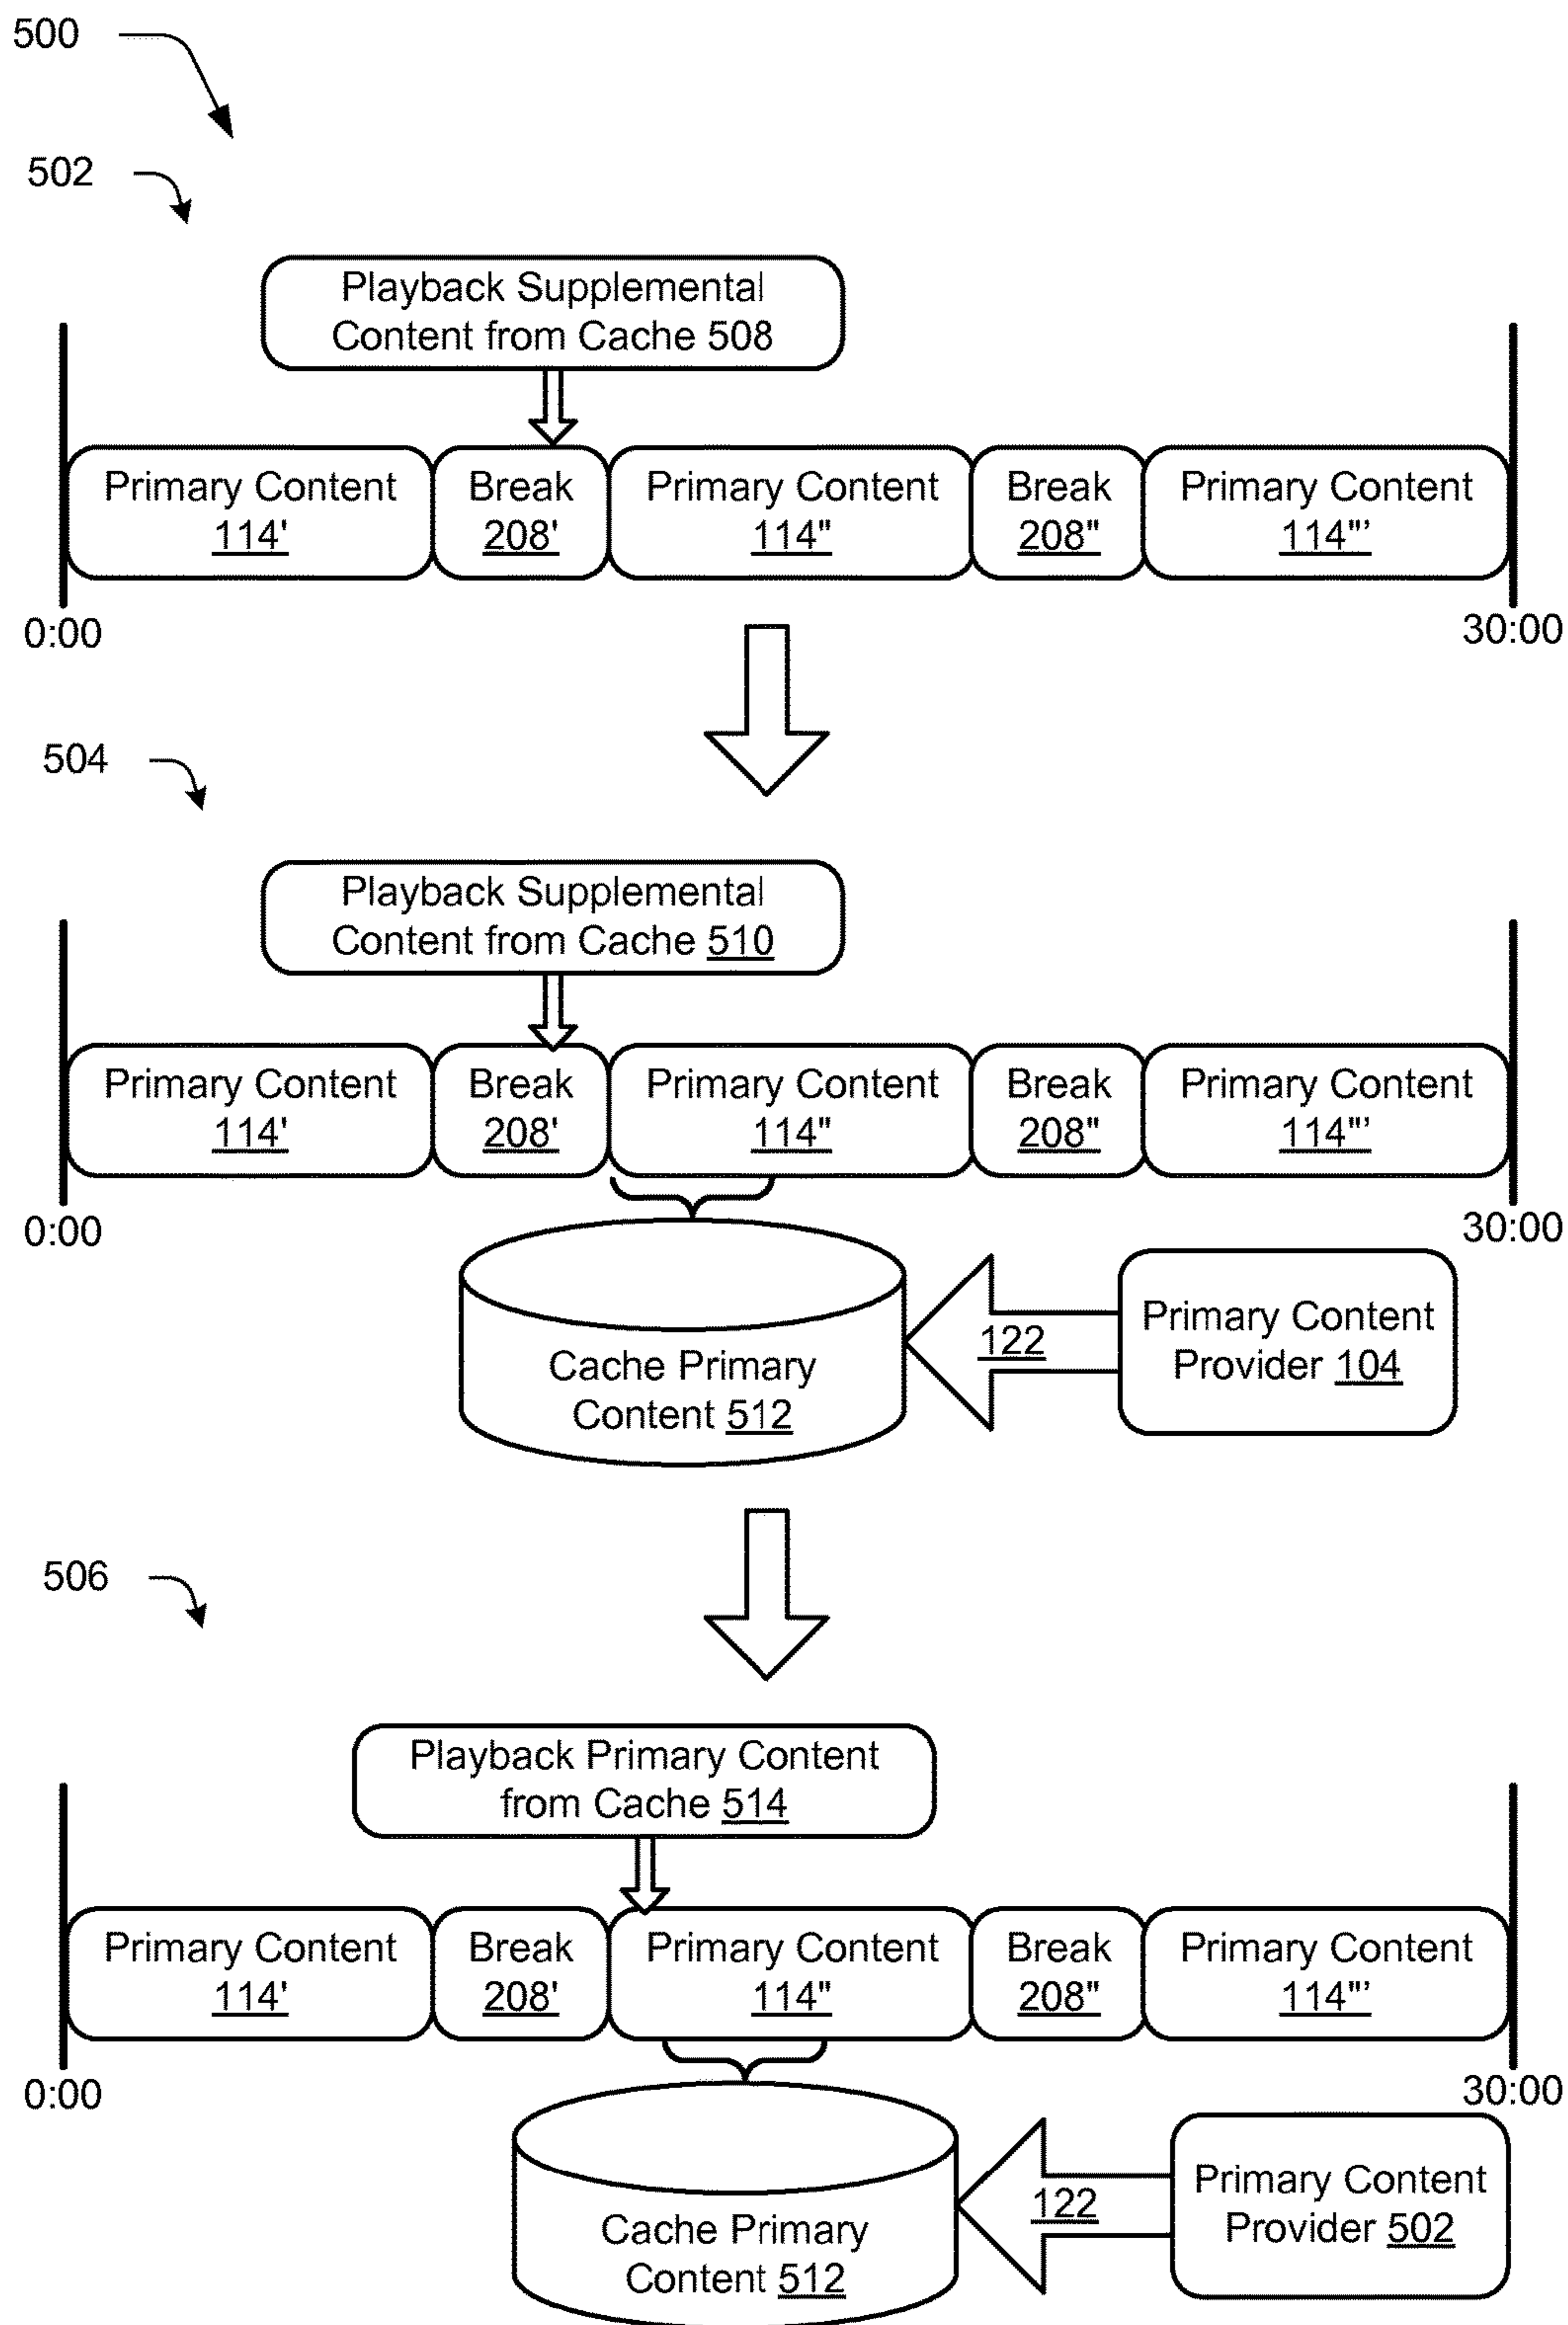 500
502
Playback Supplemental
Content from Cache 508
Primary Content
114'
Break
208'
Primary Content
114"
Break
208"
Primary Content
114"'
0:00
30:00
504
Playback Supplemental
Content from Cache 510
Primary Content
114'
Break
208'
Primary Content
114"
Break
208"
Primary Content
114"'
0:00
30:00
Cache Primary
Content 512
122
Primary Content
Provider 104
506
Playback Primary Content
from Cache 514
Primary Content
114'
Break
208'
Primary Content
114"
Break
208"
Primary Content
114"'
0:00
30:00
Cache Primary
Content 512
122
Primary Content
Provider 502